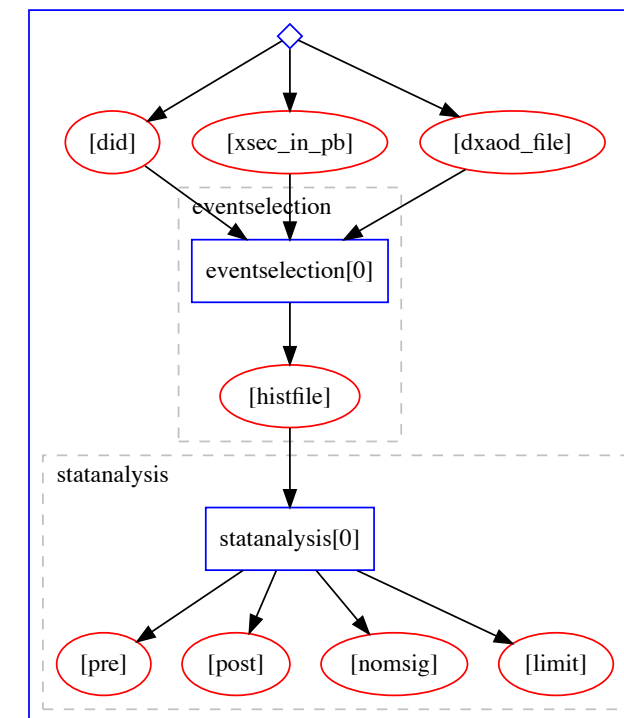 [did]
[xsec_in_pb]
[dxaod_file]
eventselection
eventselection[0]
[histfile]
statanalysis
statanalysis[0]
[pre]
[post]
[nomsig]
[limit]